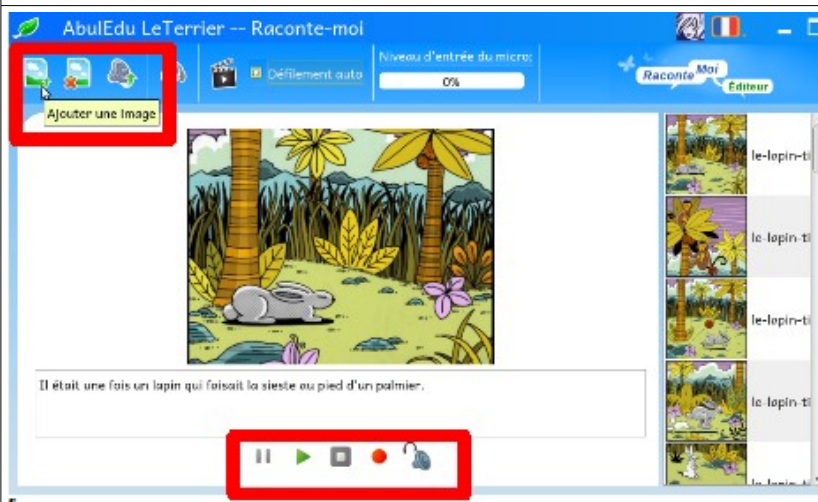 AbulEdu LeTerrier -- Raconte-moi
Niveau d'entrée du micro:
Défilement auto
0%
Raconte Moi
Éditeur
Ajouter une image
le-lapin-ti
le-lapin-ti
le-lapin-ti
le-lapin-ti
Il était une fois un lapin qui faisait la sieste au pied d'un palmier.